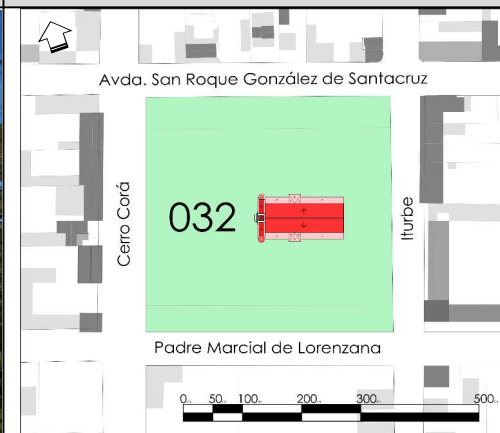 Avda. San Roque González de Santacruz
Cerro Corá
032
Iturbe
Padre Marcial de Lorenzana
0 50 100 200 300 500